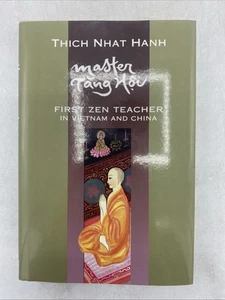 THICH NHAT HANH
master
Tăng Hội
FIRST ZEN TEACHER
IN VIETNAM AND CHINA